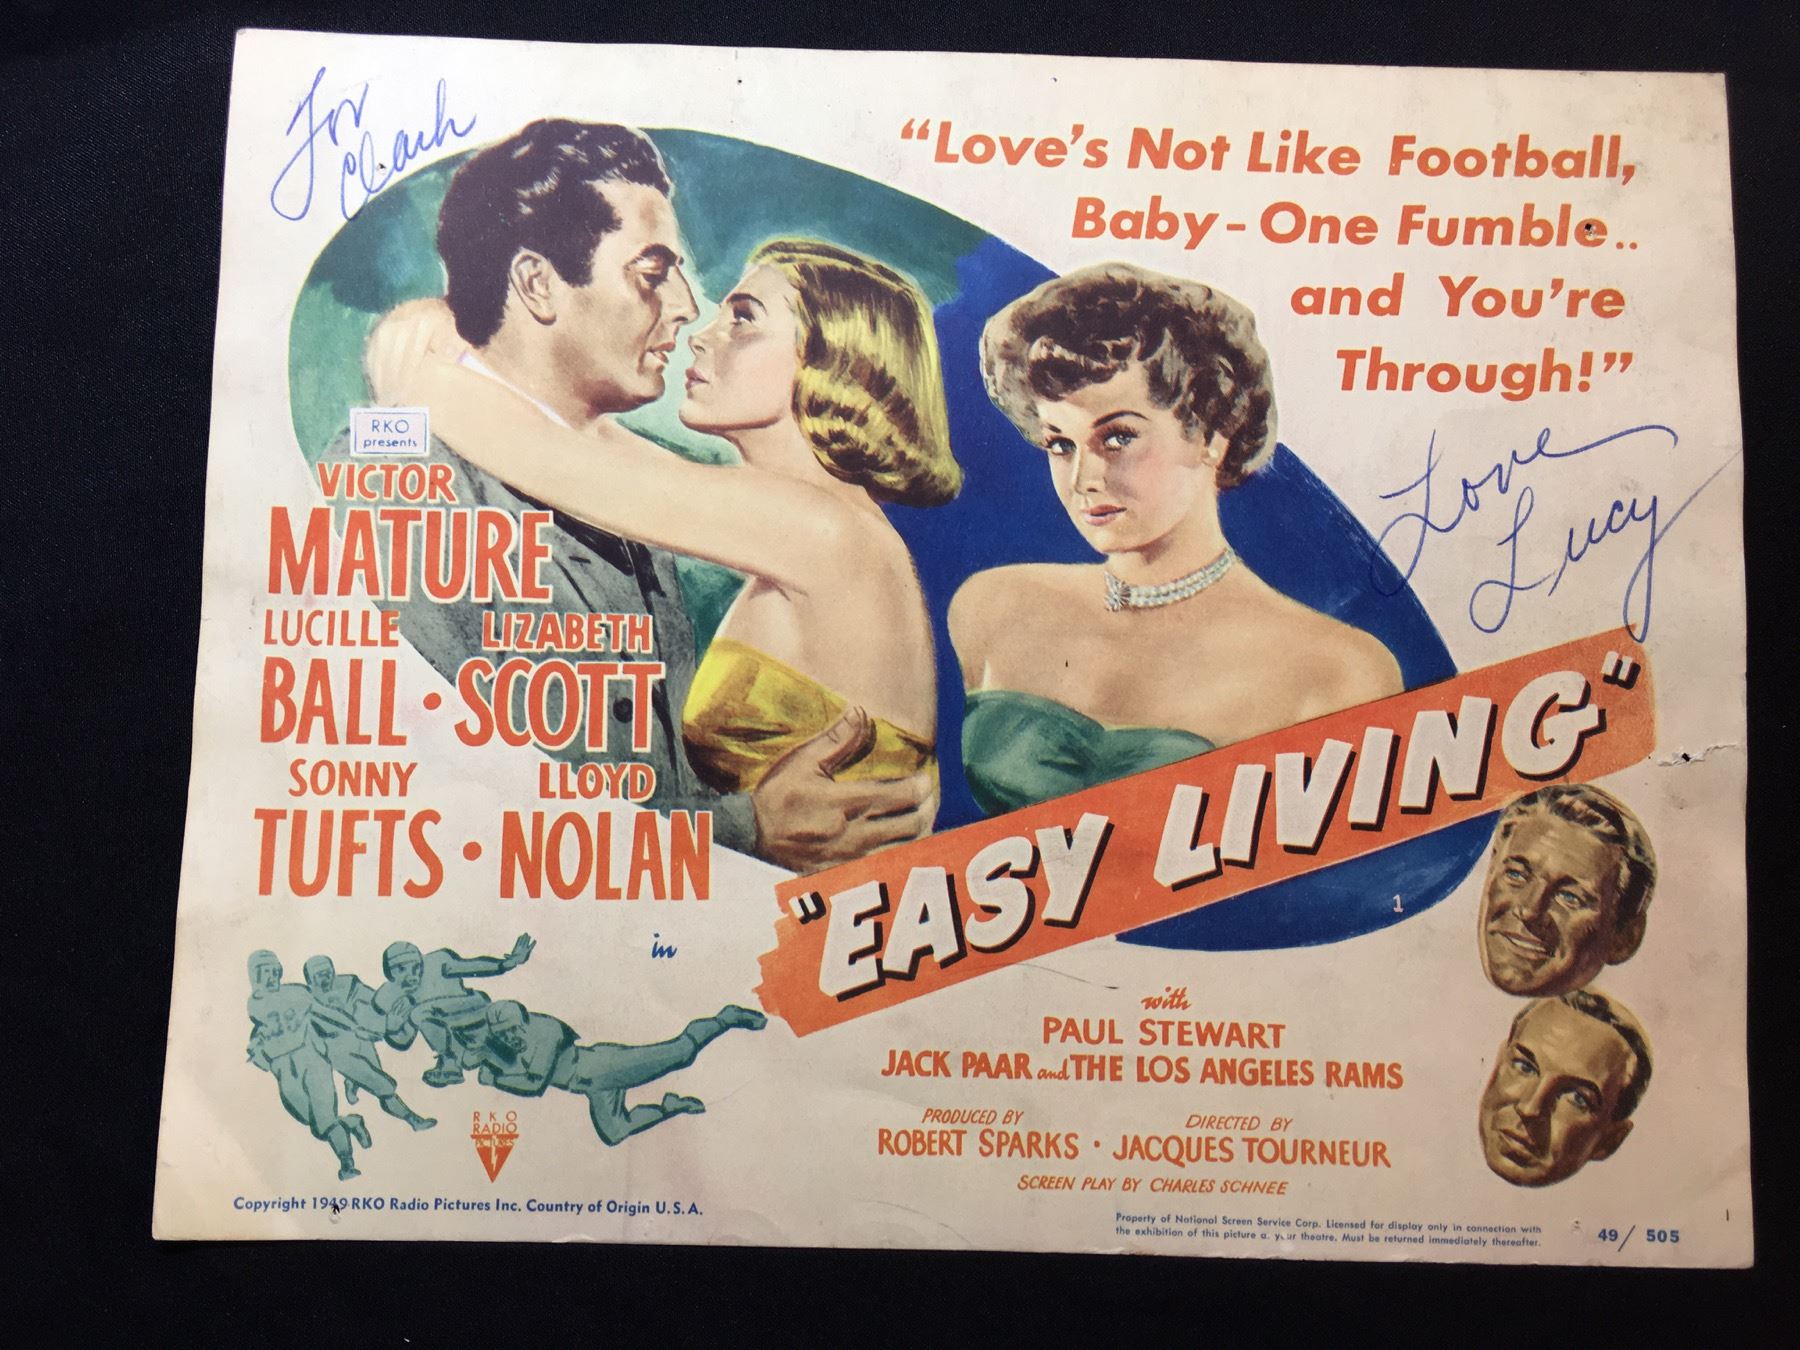 For
Clark
"Love's Not Like Football,
Baby-One Fumble..
and You're
Through!"
Love
Lucy
RKO
presents
VICTOR
MATURE
LUCILLE LIZABETH
BALL • SCOTT
SONNY LLOYD
TUFTS • NOLAN
in
"EASY LIVING"
1
with
PAUL STEWART
JACK PAAR and THE LOS ANGELES RAMS
PRODUCED BY DIRECTED BY
ROBERT SPARKS • JACQUES TOURNEUR
SCREEN PLAY BY CHARLES SCHNEE
RKO
RADIO
PICTURES
Copyright 1949 RKO Radio Pictures Inc. Country of Origin U.S.A.
Property of National Screen Service Corp. Licensed for display only in connection with
the exhibition of this picture at your theatre. Must be returned immediately thereafter.
49/505